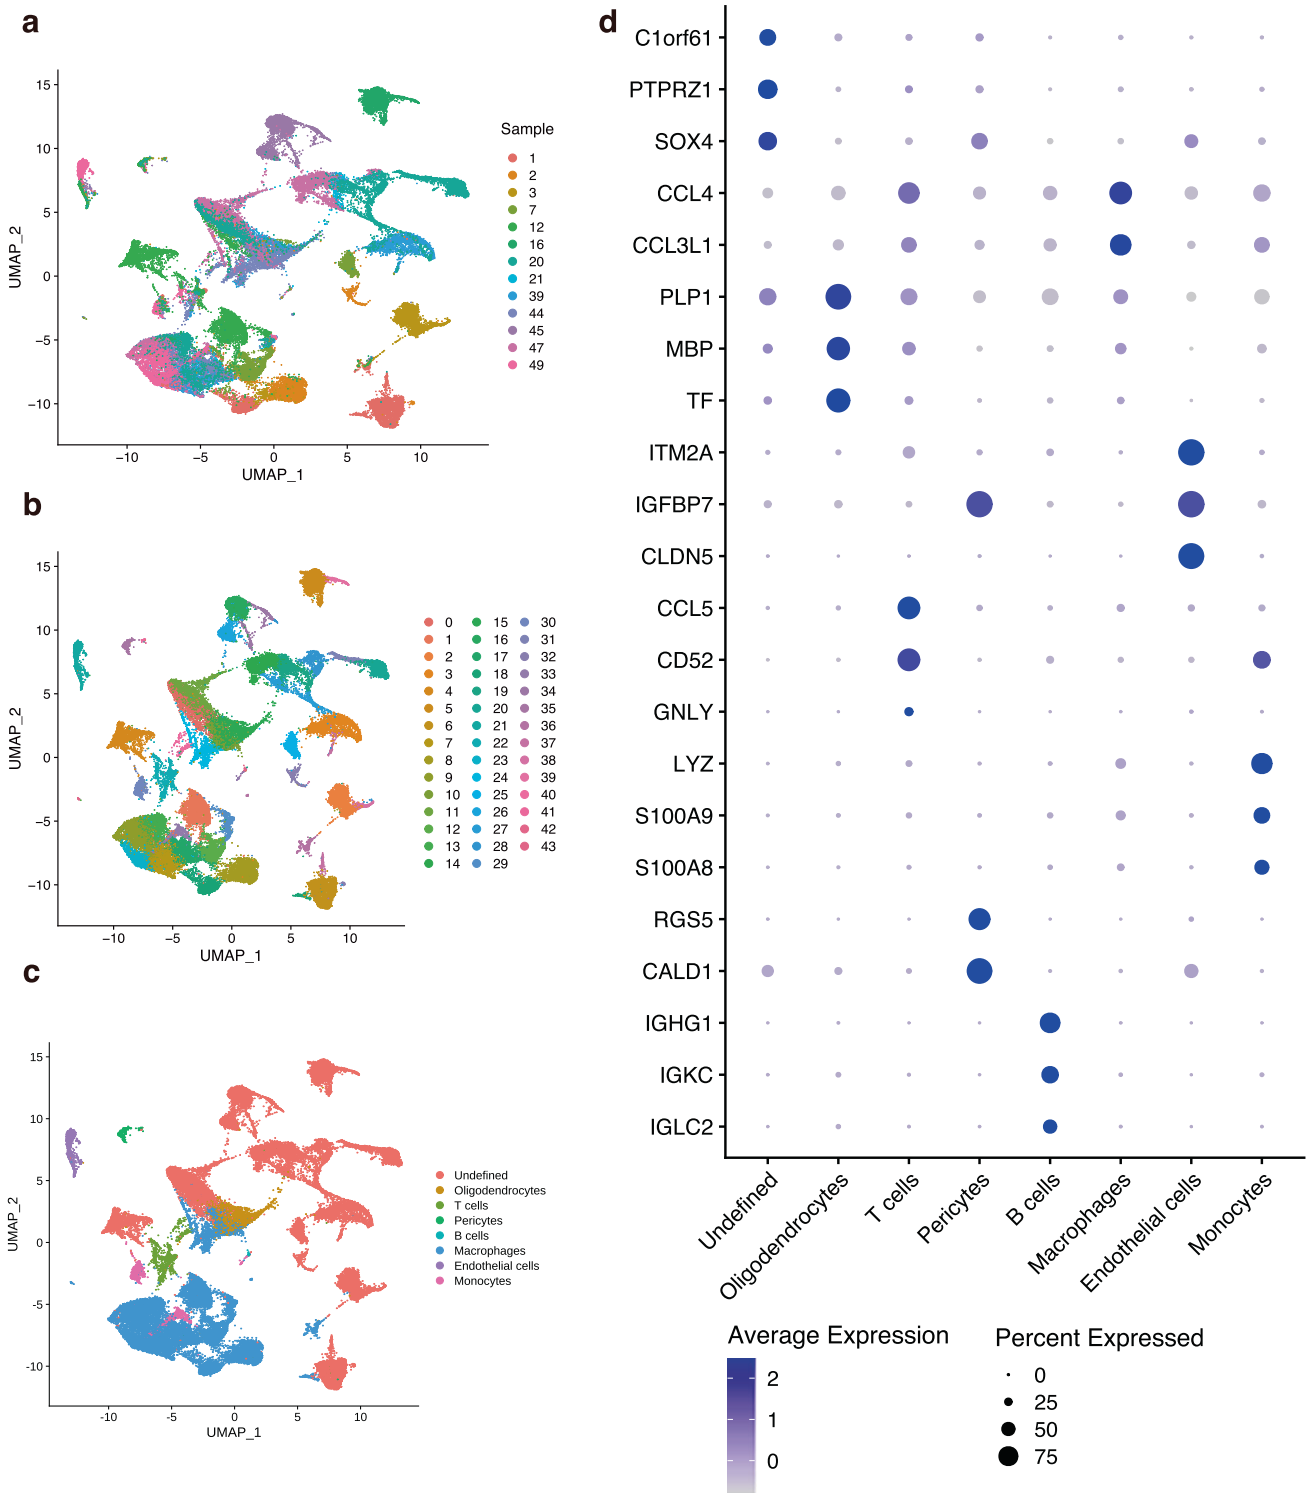 a
15
10
5
0
−5
−10
−10 −5 0 5 10
UMAP_1
UMAP_2
Sample
1
2
3
7
12
16
20
21
39
44
45
47
49
b
15
10
5
0
−5
−10
−10 −5 0 5 10
UMAP_1
UMAP_2
0 15 30
1 16 31
2 17 32
3 18 33
4 19 34
5 20 35
6 21 36
7 22 37
8 23 38
9 24 39
10 25 40
11 26 41
12 27 42
13 28 43
14 29
c
15
10
5
0
-5
-10
-10 -5 0 5 10
UMAP_1
UMAP_2
Undefined
Oligodendrocytes
T cells
Pericytes
B cells
Macrophages
Endothelial cells
Monocytes
d
C1orf61
PTPRZ1
SOX4
CCL4
CCL3L1
PLP1
MBP
TF
ITM2A
IGFBP7
CLDN5
CCL5
CD52
GNLY
LYZ
S100A9
S100A8
RGS5
CALD1
IGHG1
IGKC
IGLC2
Undefined
Oligodendrocytes
T cells
Pericytes
B cells
Macrophages
Endothelial cells
Monocytes
Average Expression
2
1
0
Percent Expressed
0
25
50
75